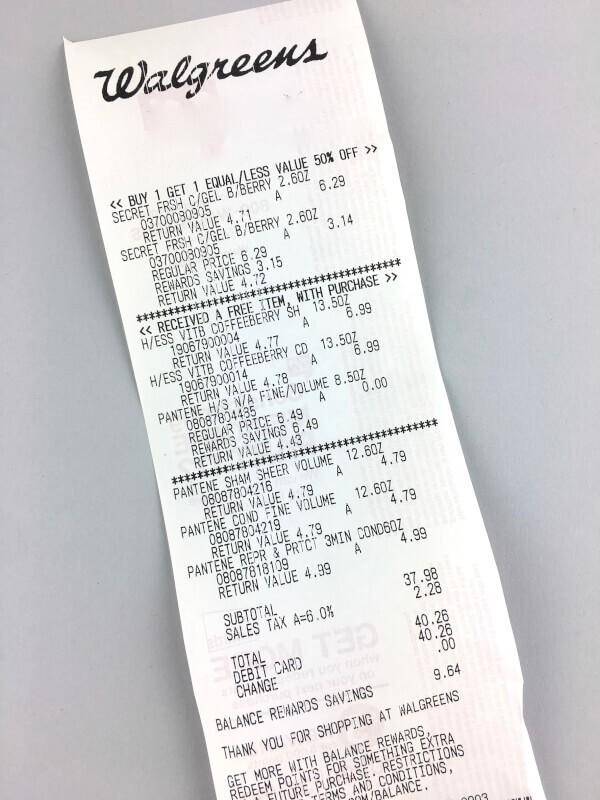 Walgreens
<< BUY 1 GET 1 EQUAL/LESS VALUE 50% OFF >>
SECRET FRSH C/GEL B/BERRY 2.6OZ
03700030905 A 6.29
RETURN VALUE 4.71
SECRET FRSH C/GEL B/BERRY 2.6OZ
03700030905 A 3.14
REGULAR PRICE 6.29
REWARDS SAVINGS 3.15
RETURN VALUE 4.72
****************************************
<< RECEIVED A FREE ITEM, WITH PURCHASE >>
H/ESS VITB COFFEEBERRY SH 13.5OZ
19067900004 A 6.99
RETURN VALUE 4.77
H/ESS VITB COFFEEBERRY CD 13.5OZ
19067900014 A 6.99
RETURN VALUE 4.78
PANTENE H/S N/A FINE/VOLUME 8.5OZ
08087804485 A 0.00
REGULAR PRICE 6.49
REWARDS SAVINGS 6.49
RETURN VALUE 4.43
****************************************
PANTENE SHAM SHEER VOLUME 12.6OZ
08087804216 A 4.79
RETURN VALUE 4.79
PANTENE COND FINE VOLUME 12.6OZ
08087804219 A 4.79
RETURN VALUE 4.79
PANTENE REPR & PRTCT 3MIN COND6OZ
08087818109 A 4.99
RETURN VALUE 4.99
SUBTOTAL 37.98
SALES TAX A=6.0% 2.28
TOTAL 40.26
DEBIT CARD 40.26
CHANGE .00
BALANCE REWARDS SAVINGS 9.64
THANK YOU FOR SHOPPING AT WALGREENS
GET MORE WITH BALANCE REWARDS,
REDEEM POINTS FOR SOMETHING EXTRA
A FUTURE PURCHASE. RESTRICTIONS
TERMS AND CONDITIONS,
/BALANCE.